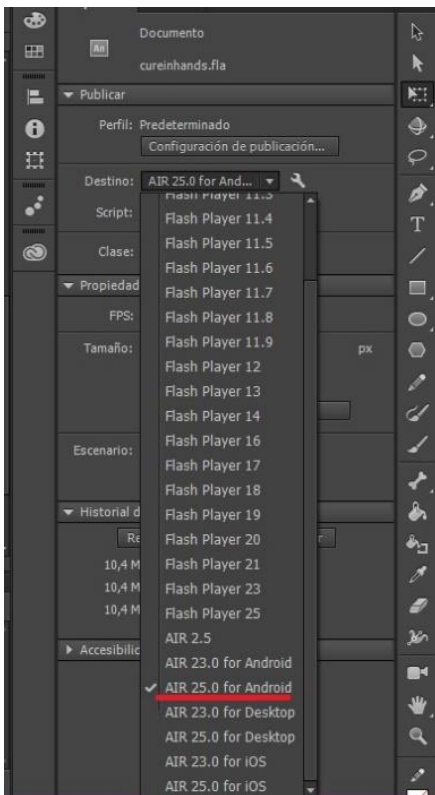 An
Documento
cureinhands.fla
Publicar
Perfil: Predeterminado
Configuración de publicación...
Destino: AIR 25.0 for And...
Script:
Clase:
Propiedad
FPS:
Tamaño:
px
Escenario:
Historial d
Re
r
10,4 M
10,4 M
10,4 M
Accesibilic
Flash Player 11.3
Flash Player 11.4
Flash Player 11.5
Flash Player 11.6
Flash Player 11.7
Flash Player 11.8
Flash Player 11.9
Flash Player 12
Flash Player 13
Flash Player 14
Flash Player 16
Flash Player 17
Flash Player 18
Flash Player 19
Flash Player 20
Flash Player 21
Flash Player 23
Flash Player 25
AIR 2.5
AIR 23.0 for Android
AIR 25.0 for Android
AIR 23.0 for Desktop
AIR 25.0 for Desktop
AIR 23.0 for iOS
AIR 25.0 for iOS